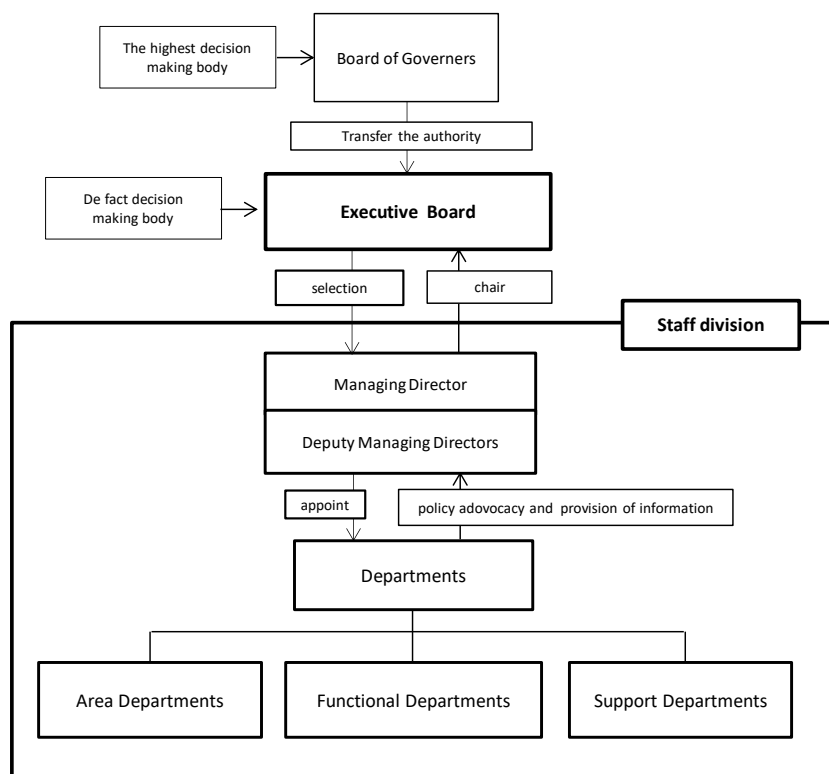 The highest decision
making body
Board of Governers
Transfer the authority
De fact decision
making body
Executive Board
selection
chair
Staff division
Managing Director
Deputy Managing Directors
appoint
policy adovocacy and provision of information
Departments
Area Departments
Functional Departments
Support Departments